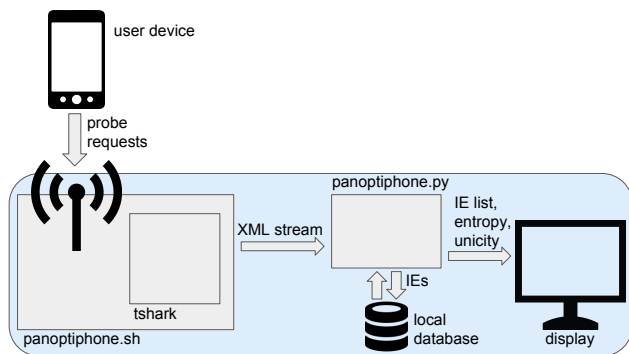 user device
probe
requests
panoptiphone.py
IE list,
entropy,
unicity
XML stream
IEs
tshark
local
database
panoptiphone.sh
display